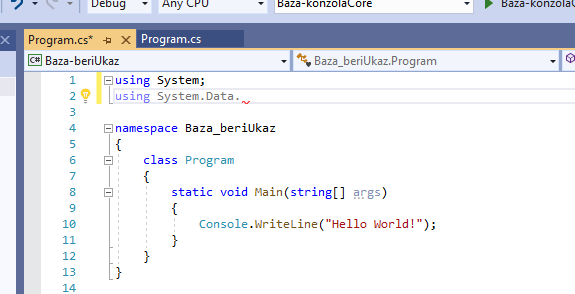 Debug Any CPU Baza-konzolaCore Baza-konzolaC
Program.cs* Program.cs
C# Baza-beriUkaz Baza_beriUkaz.Program
1 using System;
2 using System.Data.
3
4 namespace Baza_beriUkaz
5 {
6 class Program
7 {
8 static void Main(string[] args)
9 {
10 Console.WriteLine("Hello World!");
11 }
12 }
13 }
14